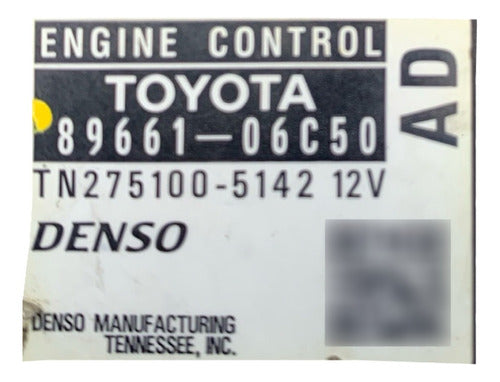 ENGINE CONTROL
AD
TOYOTA
89661-06C50
TN275100-5142 12V
DENSO
DENSO MANUFACTURING
TENNESSEE, INC.